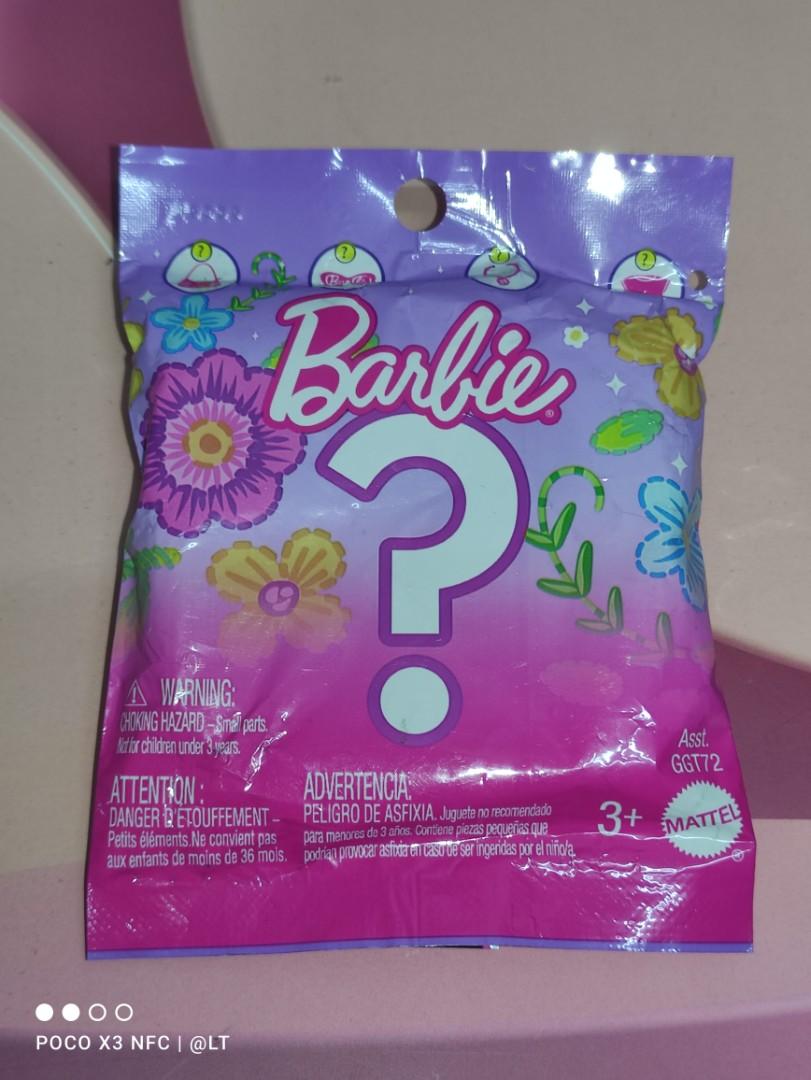 ?
?
?
?
Barbie
Barbie®
?
WARNING:
CHOKING HAZARD – Small parts.
Not for children under 3 years.
ATTENTION :
DANGER D'ÉTOUFFEMENT –
Petits éléments. Ne convient pas
aux enfants de moins de 36 mois.
ADVERTENCIA:
PELIGRO DE ASFIXIA. Juguete no recomendado
para menores de 3 años. Contiene piezas pequeñas que
podrían provocar asfixia en caso de ser ingeridas por el niño/a.
3+
Asst.
GGT72
MATTEL
®
POCO X3 NFC | @LT